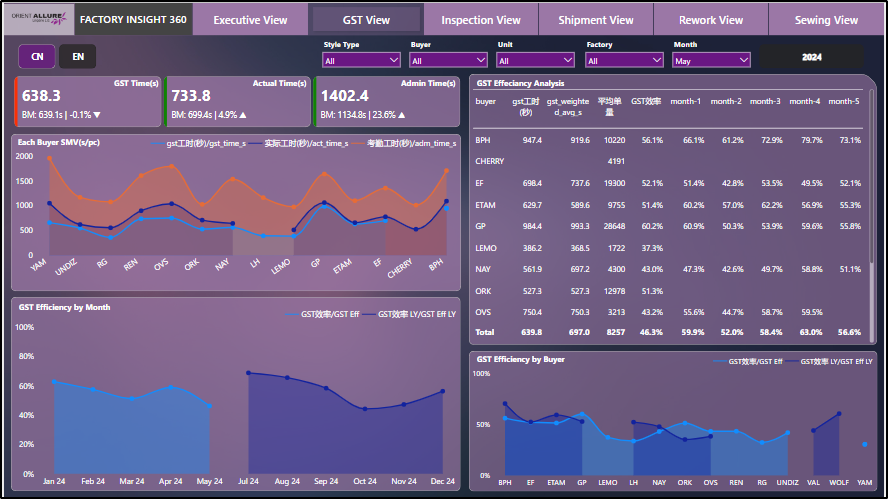 ORIENT ALLURE
FACTORY INSIGHT 360
Executive View
GST View
Inspection View
Shipment View
Rework View
Sewing View
CN
EN
Style Type
All
Buyer
All
Unit
All
Factory
All
Month
May
2024
GST Time(s)
638.3
BM: 639.1s | -0.1% ▼
Actual Time(s)
733.8
BM: 699.4s | 4.9% ▲
Admin Time(s)
1402.4
BM: 1134.8s | 23.6% ▲
Each Buyer SMV(s/pc)
gst工时(秒)/gst_time_s 实际工时(秒)/act_time_s 考勤工时(秒)/adm_time_s
2000
1500
1000
500
0
YAM UNDIZ RG REN OVS ORK NAY LH LEMO GP ETAM EF CHERRY BPH
GST Efficiency by Month
GST效率/GST Eff GST效率 LY/GST Eff LY
100%
80%
60%
40%
20%
0%
Jan 24 Feb 24 Mar 24 Apr 24 May 24 Jul 24 Aug 24 Sep 24 Oct 24 Nov 24 Dec 24
GST Effeciancy Analysis
buyer gst工时(秒) gst_weighted_avg_s 平均单量 GST效率 month-1 month-2 month-3 month-4 month-5
BPH 947.4 919.6 10220 56.1% 66.1% 61.2% 72.9% 79.7% 73.1%
CHERRY 4191
EF 698.4 737.6 19300 52.1% 51.4% 42.8% 53.5% 49.5% 52.1%
ETAM 629.7 589.6 9755 51.4% 60.2% 57.0% 62.2% 56.9% 55.3%
GP 984.4 993.3 28648 60.2% 60.9% 50.3% 53.9% 59.6% 55.8%
LEMO 386.2 368.5 1722 37.3%
NAY 561.9 697.2 4300 43.0% 47.3% 42.6% 49.7% 58.8% 51.1%
ORK 527.3 527.3 12978 51.3%
OVS 750.4 750.3 3213 43.2% 55.6% 44.7% 58.7% 59.5%
Total 639.8 697.0 8257 46.3% 59.9% 52.0% 58.4% 63.0% 56.6%
GST Efficiency by Buyer
GST效率/GST Eff GST效率 LY/GST Eff LY
100%
50%
0%
BPH EF ETAM GP LEMO LH NAY ORK OVS REN RG UNDIZ VAL WOLF YAM